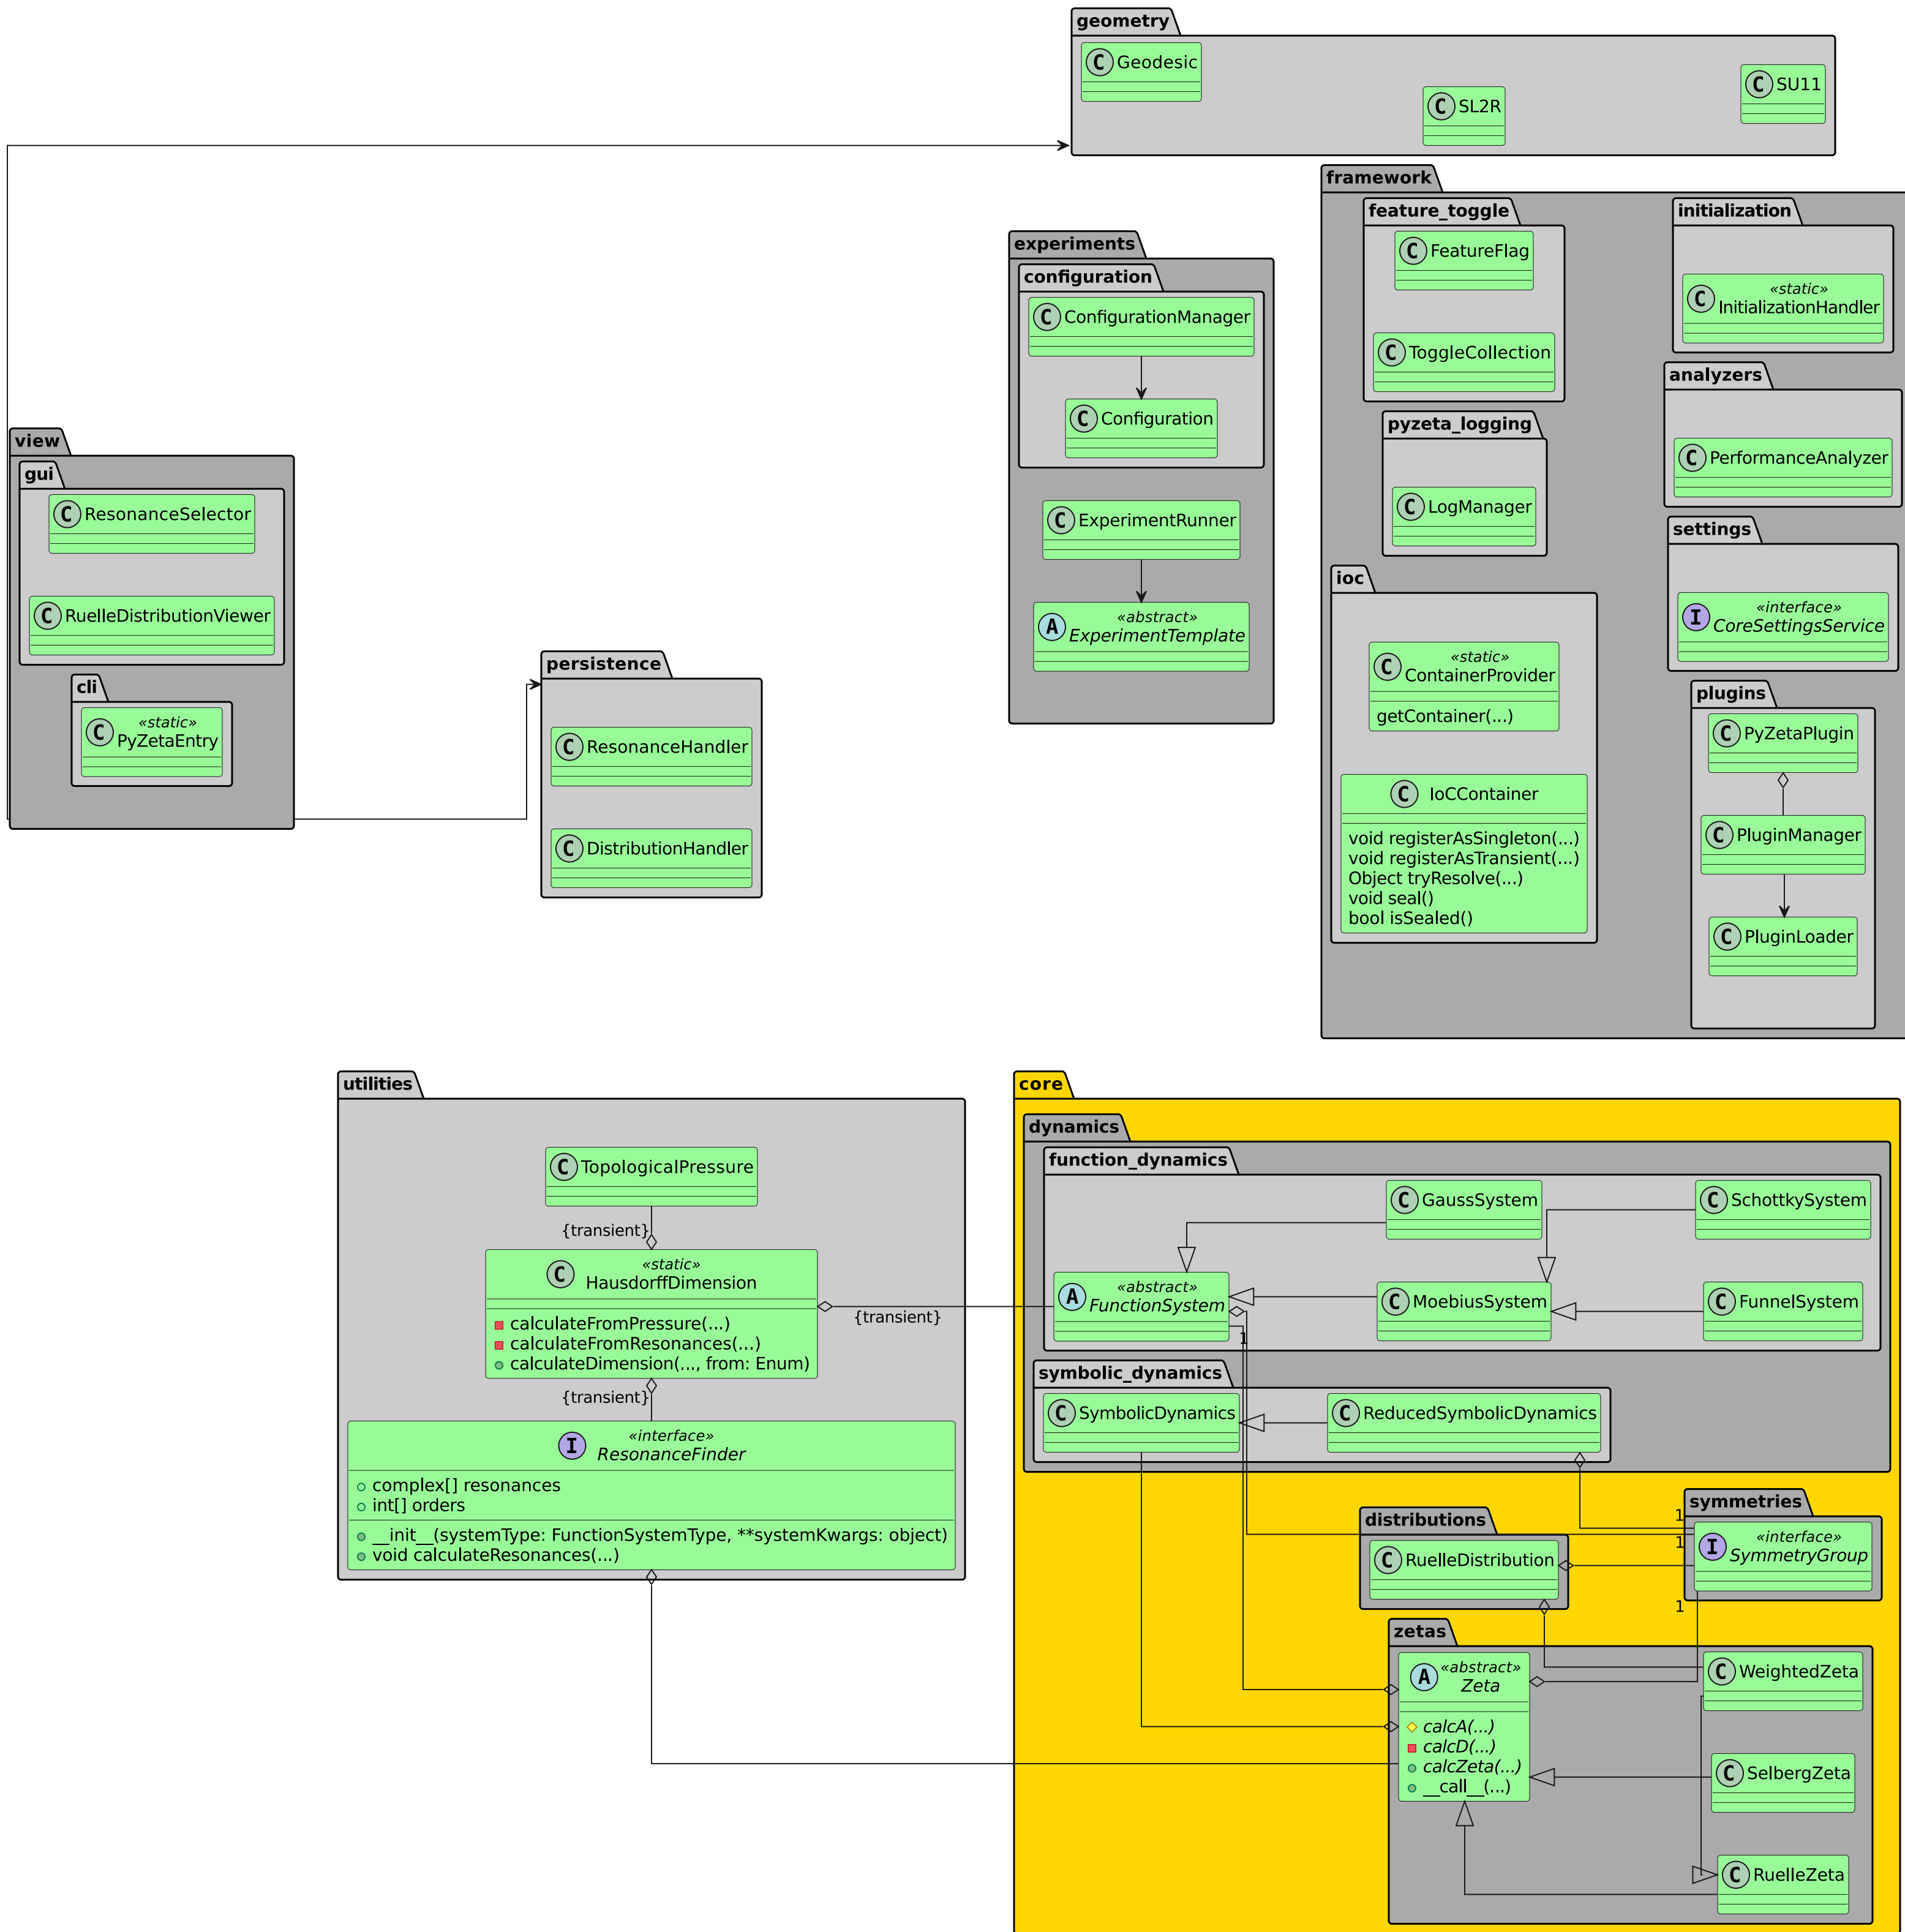 geometry
C Geodesic
C SL2R
C SU11
framework
feature_toggle
C FeatureFlag
C ToggleCollection
initialization
«static»
C InitializationHandler
analyzers
C PerformanceAnalyzer
pyzeta_logging
C LogManager
settings
«interface»
I CoreSettingsService
ioc
«static»
C ContainerProvider
getContainer(...)
C IoCContainer
void registerAsSingleton(...)
void registerAsTransient(...)
Object tryResolve(...)
void seal()
bool isSealed()
plugins
C PyZetaPlugin
C PluginManager
C PluginLoader
experiments
configuration
C ConfigurationManager
C Configuration
C ExperimentRunner
«abstract»
A ExperimentTemplate
view
gui
C ResonanceSelector
C RuelleDistributionViewer
cli
«static»
C PyZetaEntry
persistence
C ResonanceHandler
C DistributionHandler
utilities
C TopologicalPressure
{transient}
«static»
C HausdorffDimension
calculateFromPressure(...)
calculateFromResonances(...)
calculateDimension(..., from: Enum)
{transient}
{transient}
«interface»
I ResonanceFinder
complex[] resonances
int[] orders
__init__(systemType: FunctionSystemType, **systemKwargs: object)
void calculateResonances(...)
core
dynamics
function_dynamics
C GaussSystem
C SchottkySystem
«abstract»
A FunctionSystem
C MoebiusSystem
C FunnelSystem
1
symbolic_dynamics
C SymbolicDynamics
C ReducedSymbolicDynamics
distributions
C RuelleDistribution
symmetries
1
1
1
«interface»
I SymmetryGroup
zetas
«abstract»
A Zeta
calcA(...)
calcD(...)
calcZeta(...)
__call__(...)
C WeightedZeta
C SelbergZeta
C RuelleZeta